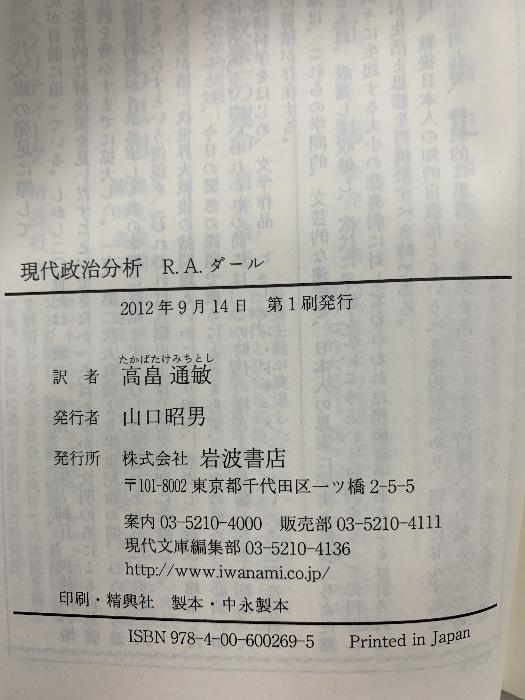 現代政治分析 R.A.ダール
2012年9月14日 第1刷発行
たかばたけみちとし
訳者 高畠通敏
発行者 山口昭男
発行所 株式会社 岩波書店
〒101-8002 東京都千代田区一ツ橋2-5-5
案内 03-5210-4000 販売部 03-5210-4111
現代文庫編集部 03-5210-4136
http://www.iwanami.co.jp/
印刷・精興社 製本・中永製本
ISBN 978-4-00-600269-5 Printed in Japan